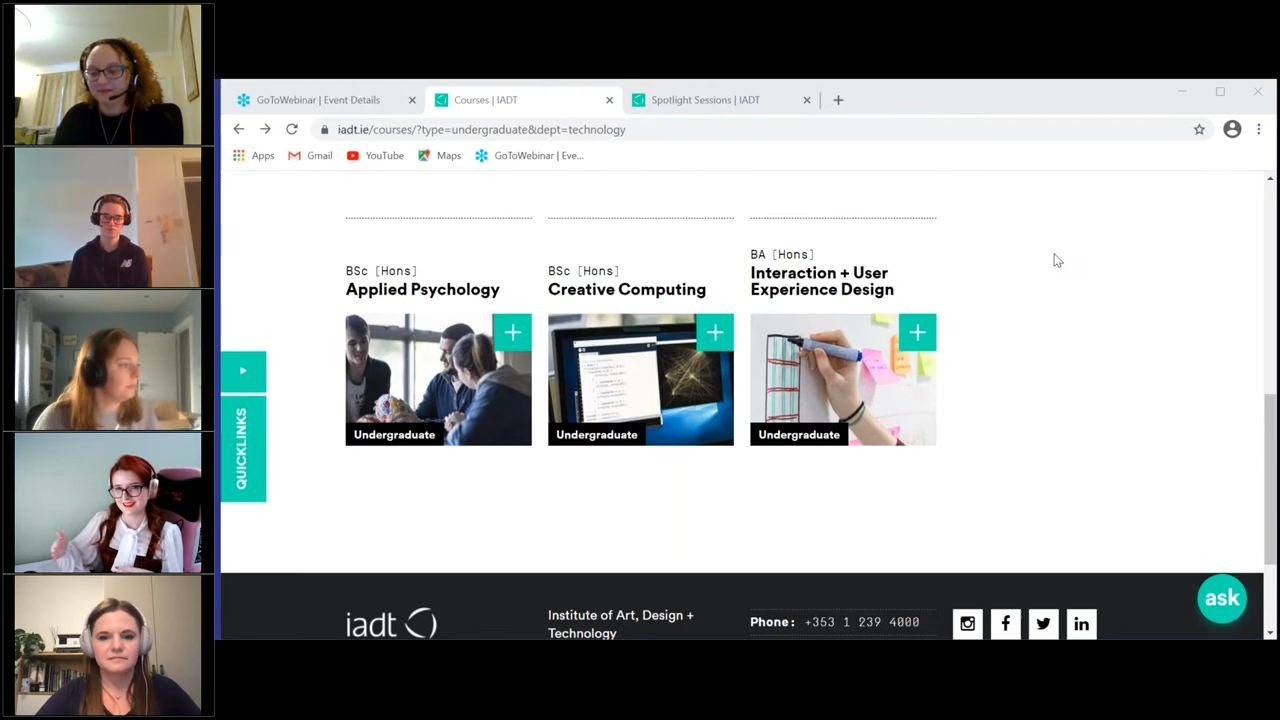 GoToWebinar | Event Details
Courses | IADT
Spotlight Sessions | IADT
iadt.ie/courses/?type=undergraduate&dept=technology
Apps
Gmail
YouTube
Maps
GoToWebinar | Eve...
BSc [Hons]
Applied Psychology
BSc [Hons]
Creative Computing
BA [Hons]
Interaction + User
Experience Design
Undergraduate
Undergraduate
Undergraduate
QUICKLINKS
ask
iadt
Institute of Art, Design +
Technology
Phone: +353 1 239 4000